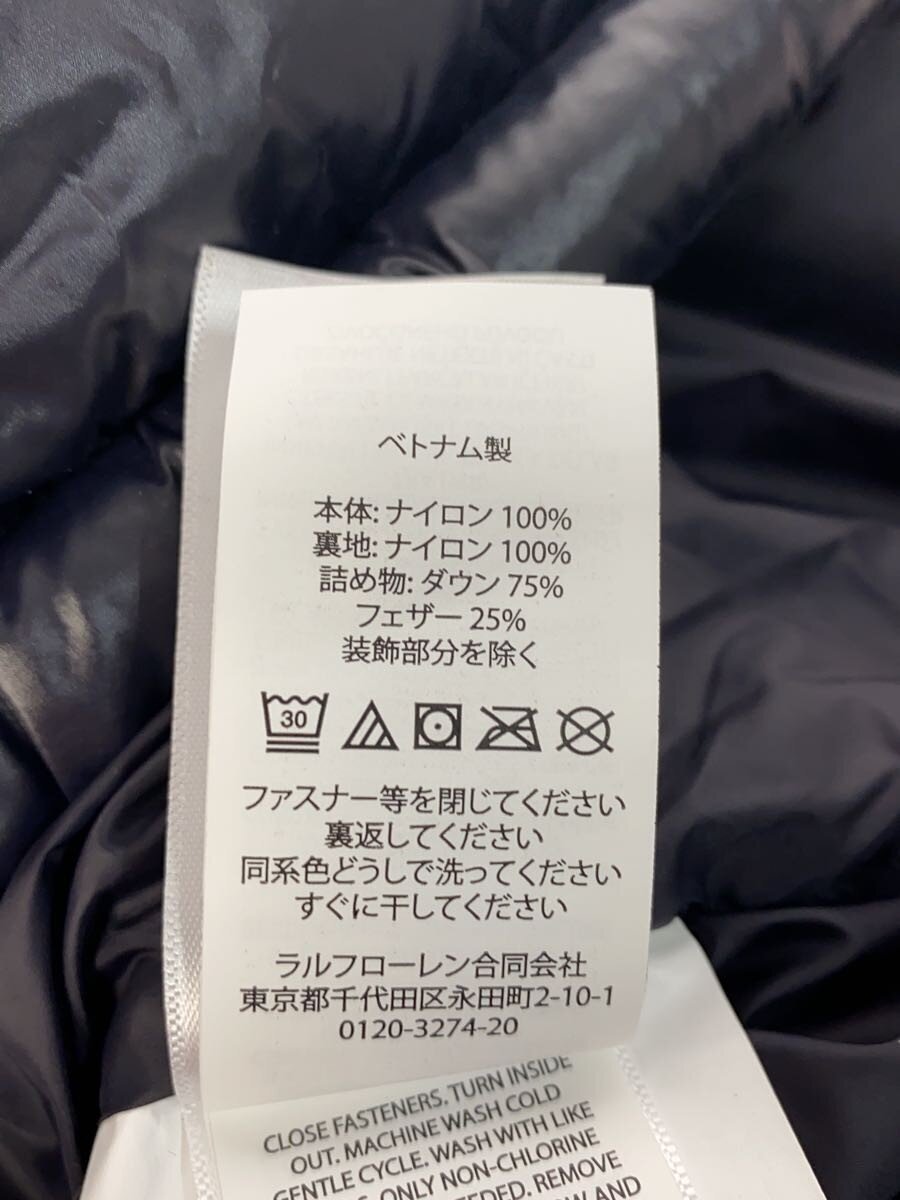 ベトナム製
本体: ナイロン 100%
裏地: ナイロン 100%
詰め物: ダウン 75%
フェザー 25%
装飾部分を除く
30
ファスナー等を閉じてください
裏返してください
同系色どうしで洗ってください
すぐに干してください
ラルフローレン合同会社
東京都千代田区永田町2-10-1
0120-3274-20
CLOSE FASTENERS. TURN INSIDE
OUT. MACHINE WASH COLD
GENTLE CYCLE. WASH WITH LIKE
ONLY NON-CHLORINE
REMOVE
AND